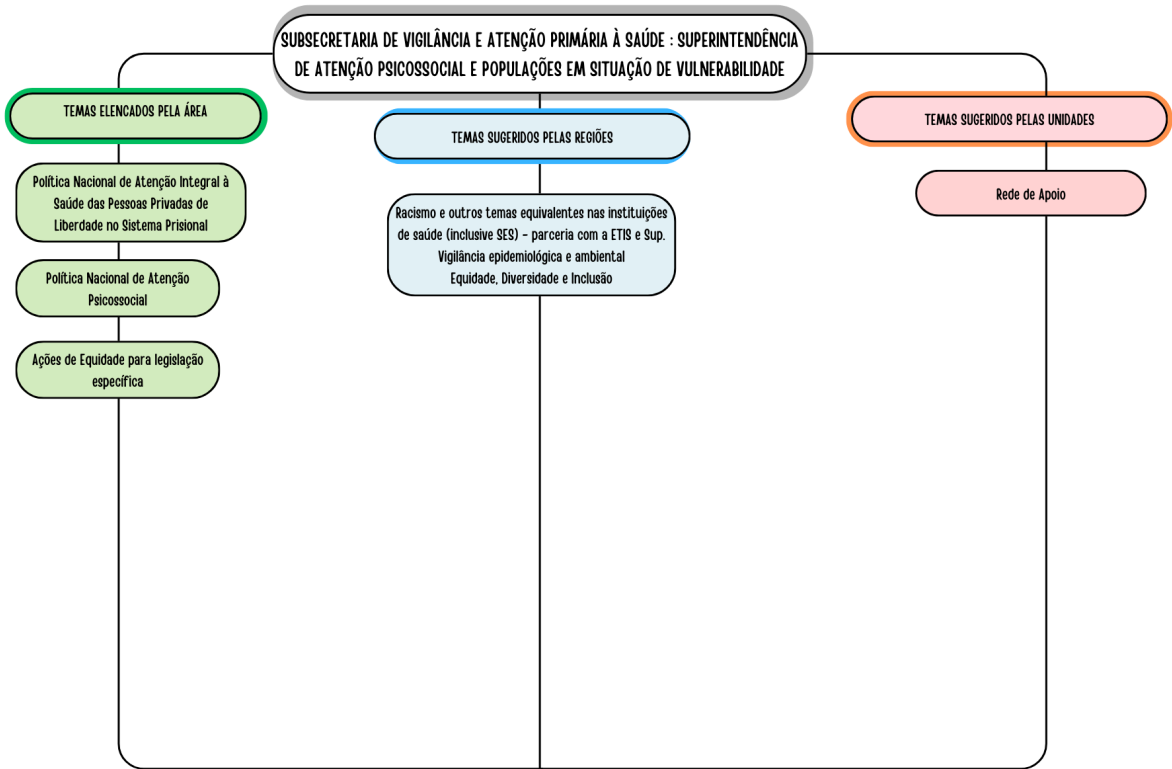 SUBSECRETARIA DE VIGILÂNCIA E ATENÇÃO PRIMÁRIA À SAÚDE : SUPERINTENDÊNCIA
DE ATENÇÃO PSICOSSOCIAL E POPULAÇÕES EM SITUAÇÃO DE VULNERABILIDADE
TEMAS ELENCADOS PELA ÁREA
Política Nacional de Atenção Integral à
Saúde das Pessoas Privadas de
Liberdade no Sistema Prisional
Política Nacional de Atenção
Psicossocial
Ações de Equidade para legislação
específica
TEMAS SUGERIDOS PELAS REGIÕES
Racismo e outros temas equivalentes nas instituições
de saúde (inclusive SES) - parceria com a ETIS e Sup.
Vigilância epidemiológica e ambiental
Equidade, Diversidade e Inclusão
TEMAS SUGERIDOS PELAS UNIDADES
Rede de Apoio